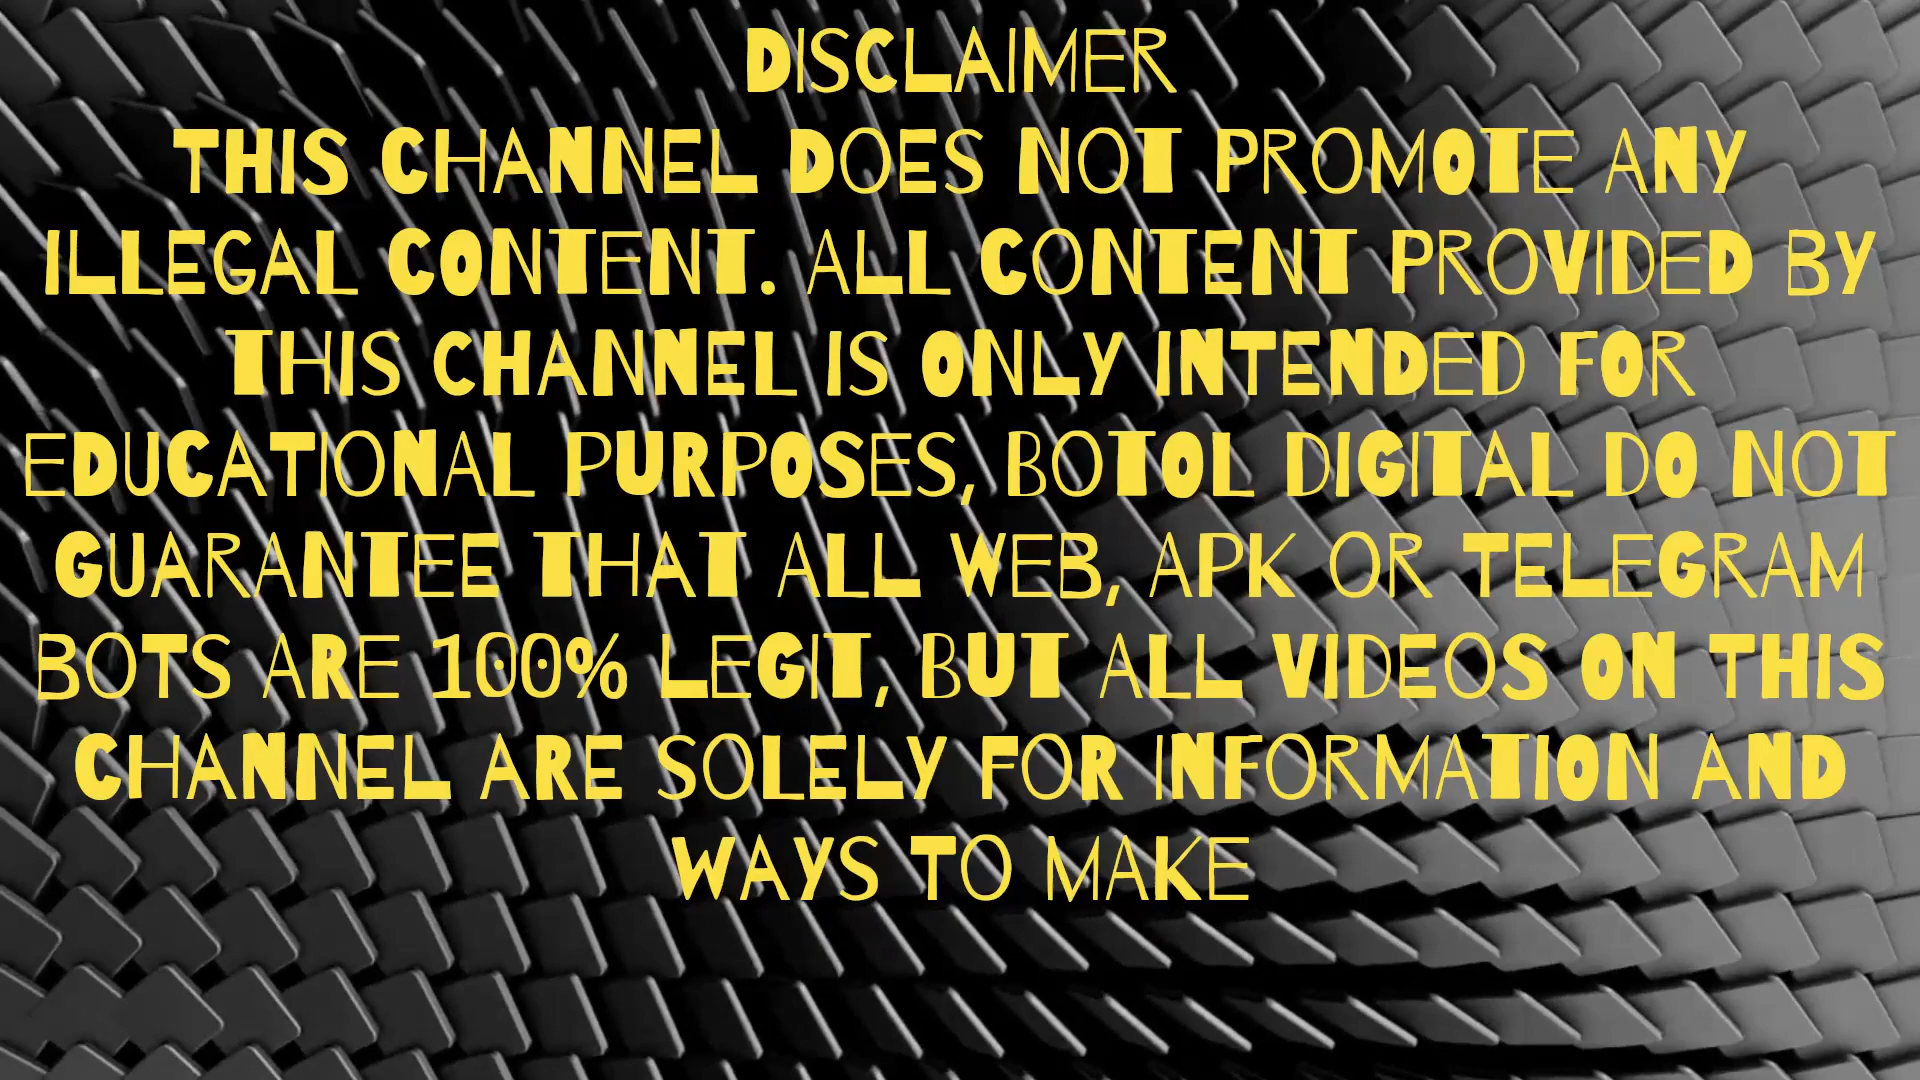 DISCLAIMER
THIS CHANNEL DOES NOT PROMOTE ANY
ILLEGAL CONTENT. ALL CONTENT PROVIDED BY
THIS CHANNEL IS ONLY INTENDED FOR
EDUCATIONAL PURPOSES, BOTOL DIGITAL DO NOT
GUARANTEE THAT ALL WEB, APK OR TELEGRAM
BOTS ARE 100% LEGIT, BUT ALL VIDEOS ON THIS
CHANNEL ARE SOLELY FOR INFORMATION AND
WAYS TO MAKE